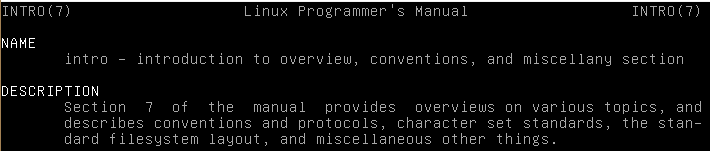 INTRO(7) Linux Programmer's Manual INTRO(7)
NAME
intro – introduction to overview, conventions, and miscellany section
DESCRIPTION
Section 7 of the manual provides overviews on various topics, and
describes conventions and protocols, character set standards, the stan-
dard filesystem layout, and miscellaneous other things.